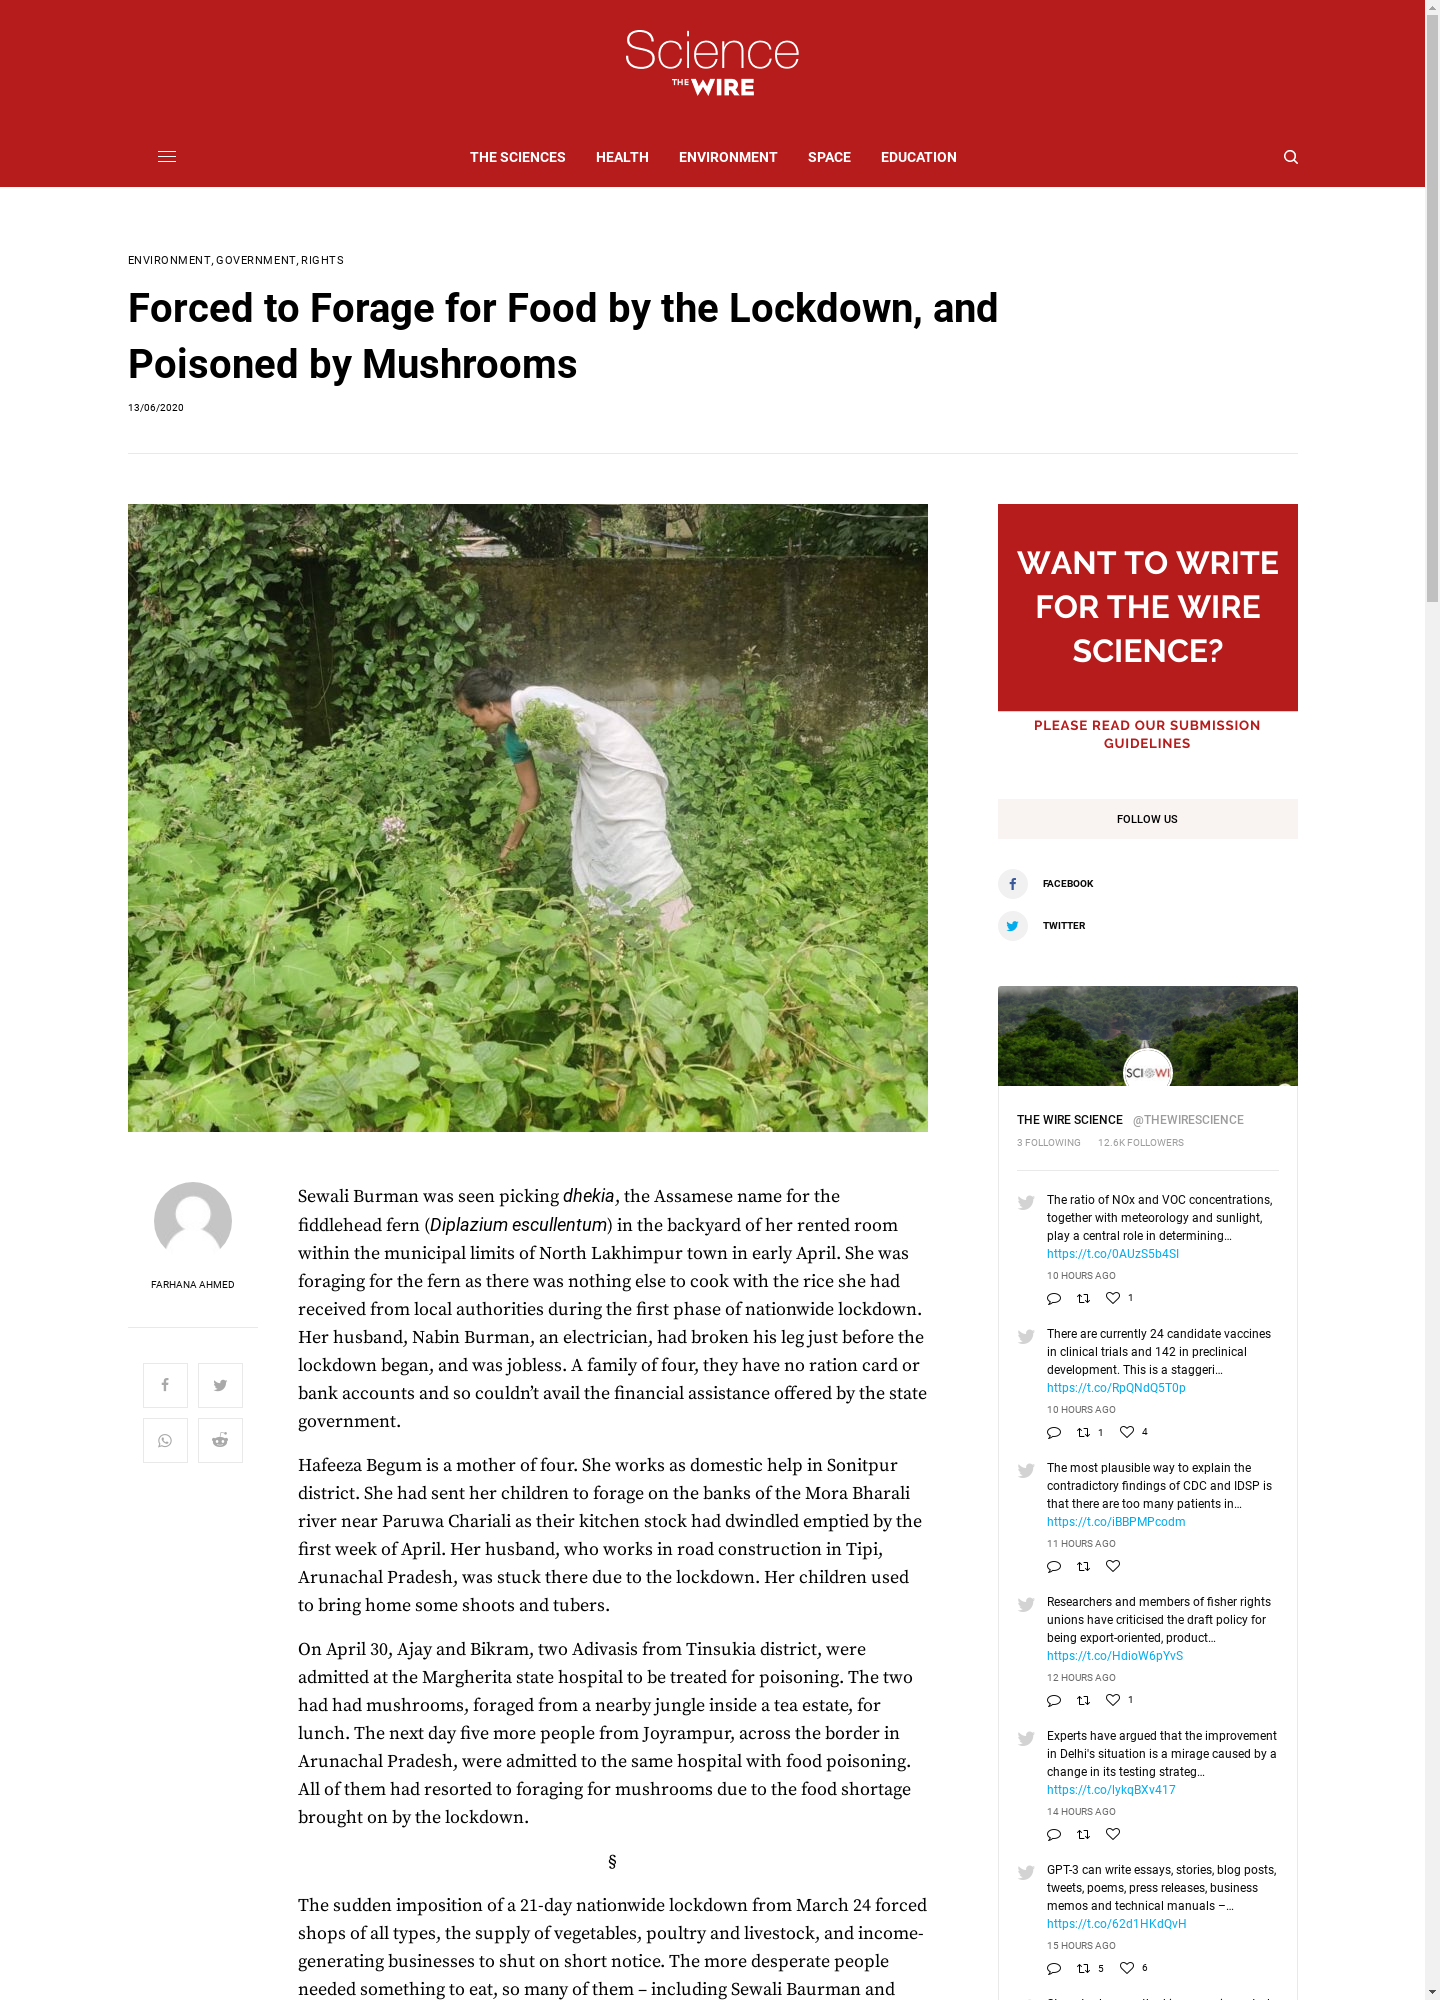 Science
THE WIRE
THE SCIENCES HEALTH ENVIRONMENT SPACE EDUCATION
ENVIRONMENT, GOVERNMENT, RIGHTS
Forced to Forage for Food by the Lockdown, and
Poisoned by Mushrooms
13/06/2020
FARHANA AHMED
Sewali Burman was seen picking dhekia, the Assamese name for the
fiddlehead fern (Diplazium escullentum) in the backyard of her rented room
within the municipal limits of North Lakhimpur town in early April. She was
foraging for the fern as there was nothing else to cook with the rice she had
received from local authorities during the first phase of nationwide lockdown.
Her husband, Nabin Burman, an electrician, had broken his leg just before the
lockdown began, and was jobless. A family of four, they have no ration card or
bank accounts and so couldn’t avail the financial assistance offered by the state
government.
Hafeeza Begum is a mother of four. She works as domestic help in Sonitpur
district. She had sent her children to forage on the banks of the Mora Bharali
river near Paruwa Chariali as their kitchen stock had dwindled emptied by the
first week of April. Her husband, who works in road construction in Tipi,
Arunachal Pradesh, was stuck there due to the lockdown. Her children used
to bring home some shoots and tubers.
On April 30, Ajay and Bikram, two Adivasis from Tinsukia district, were
admitted at the Margherita state hospital to be treated for poisoning. The two
had had mushrooms, foraged from a nearby jungle inside a tea estate, for
lunch. The next day five more people from Joyrampur, across the border in
Arunachal Pradesh, were admitted to the same hospital with food poisoning.
All of them had resorted to foraging for mushrooms due to the food shortage
brought on by the lockdown.
§
The sudden imposition of a 21-day nationwide lockdown from March 24 forced
shops of all types, the supply of vegetables, poultry and livestock, and income-
generating businesses to shut on short notice. The more desperate people
needed something to eat, so many of them – including Sewali Baurman and
WANT TO WRITE
FOR THE WIRE
SCIENCE?
PLEASE READ OUR SUBMISSION
GUIDELINES
FOLLOW US
FACEBOOK
TWITTER
SCI WI
THE WIRE SCIENCE @THEWIRESCIENCE
3 FOLLOWING 12.6K FOLLOWERS
The ratio of NOx and VOC concentrations,
together with meteorology and sunlight,
play a central role in determining…
https://t.co/0AUzS5b4SI
10 HOURS AGO
1
There are currently 24 candidate vaccines
in clinical trials and 142 in preclinical
development. This is a staggeri…
https://t.co/RpQNdQ5T0p
10 HOURS AGO
1 4
The most plausible way to explain the
contradictory findings of CDC and IDSP is
that there are too many patients in…
https://t.co/iBBPMPcodm
11 HOURS AGO
Researchers and members of fisher rights
unions have criticised the draft policy for
being export-oriented, product…
https://t.co/HdioW6pYvS
12 HOURS AGO
1
Experts have argued that the improvement
in Delhi's situation is a mirage caused by a
change in its testing strateg…
https://t.co/lykqBXv417
14 HOURS AGO
GPT-3 can write essays, stories, blog posts,
tweets, poems, press releases, business
memos and technical manuals –…
https://t.co/62d1HKdQvH
15 HOURS AGO
5 6